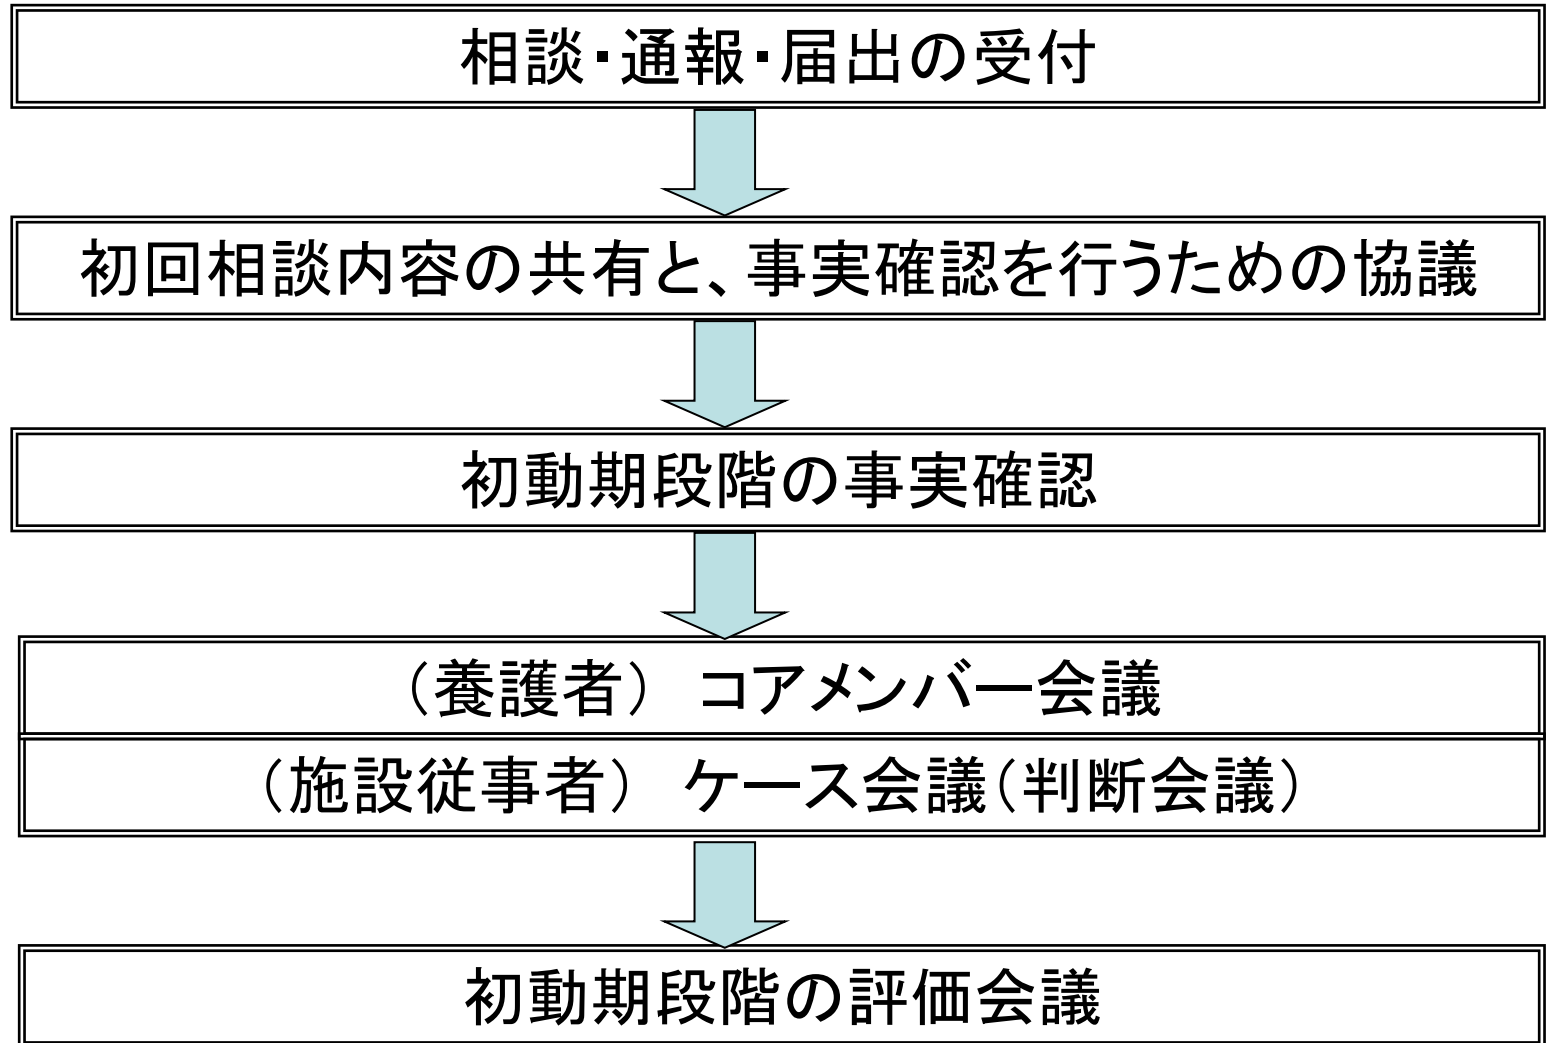 相談・通報・届出の受付
初回相談内容の共有と、事実確認を行うための協議
初動期段階の事実確認
（養護者） コアメンバー会議
（施設従事者） ケース会議（判断会議）
初動期段階の評価会議